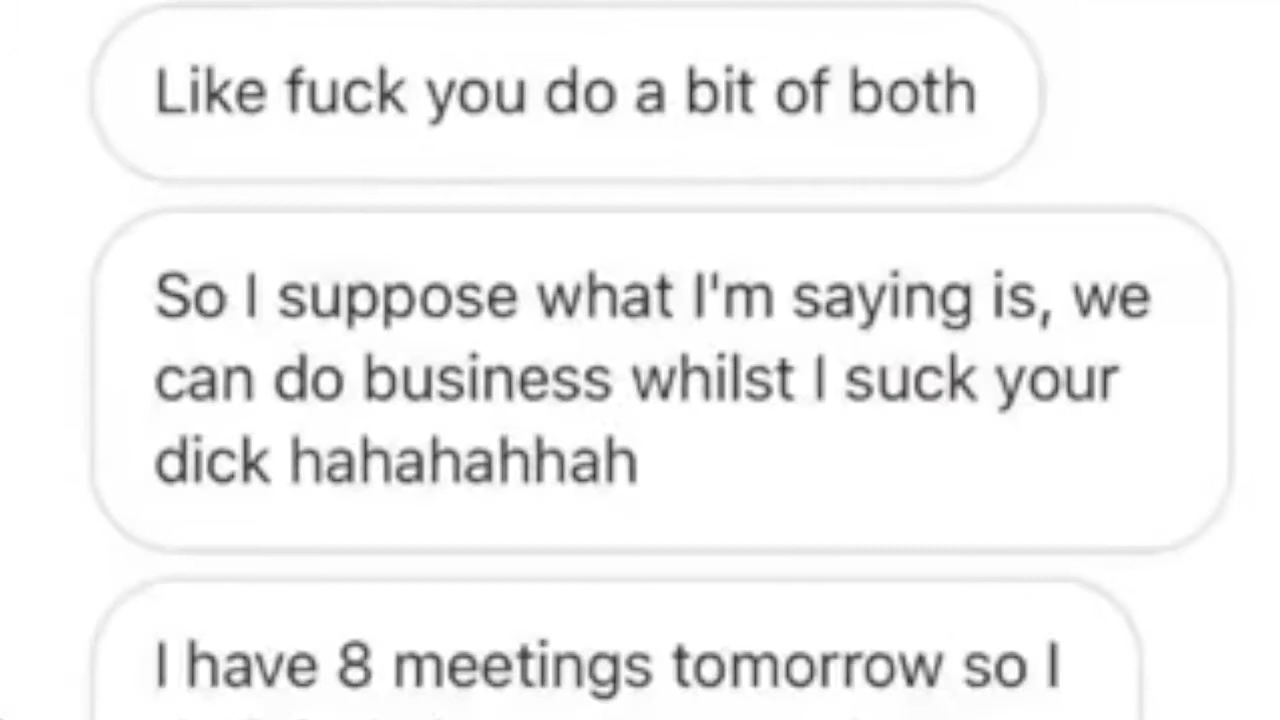 Like fuck you do a bit of both
So I suppose what I'm saying is, we
can do business whilst I suck your
dick hahahahhah
I have 8 meetings tomorrow so I